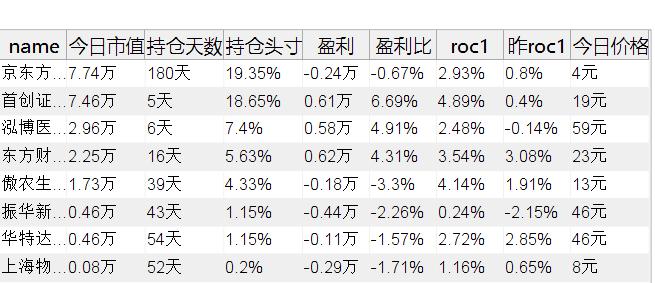 name 今日市值 持仓天数 持仓头寸 盈利 盈利比 roc1 昨roc1 今日价格
京东方... 7.74万 180天 19.35% -0.24万 -0.67% 2.93% 0.8% 4元
首创证... 7.46万 5天 18.65% 0.61万 6.69% 4.89% 0.4% 19元
泓博医... 2.96万 6天 7.4% 0.58万 4.91% 2.48% -0.14% 59元
东方财... 2.25万 16天 5.63% 0.62万 4.31% 3.54% 3.08% 23元
傲农生... 1.73万 39天 4.33% -0.18万 -3.3% 4.14% 1.91% 13元
振华新... 0.46万 43天 1.15% -0.44万 -2.26% 0.24% -2.15% 46元
华特达... 0.46万 54天 1.15% -0.11万 -1.57% 2.72% 2.85% 46元
上海物... 0.08万 52天 0.2% -0.29万 -1.71% 1.16% 0.65% 8元